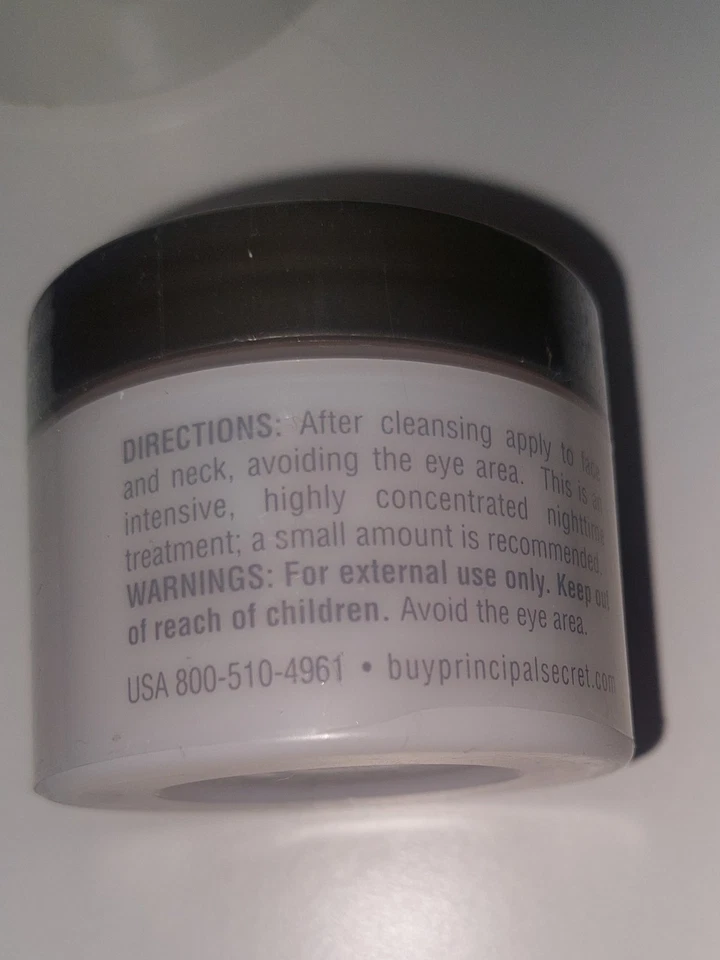 DIRECTIONS: After cleansing apply to face
and neck, avoiding the eye area. This is an
intensive, highly concentrated nighttime
treatment; a small amount is recommended.
WARNINGS: For external use only. Keep out
of reach of children. Avoid the eye area.
USA 800-510-4961 • buyprincipalsecret.com